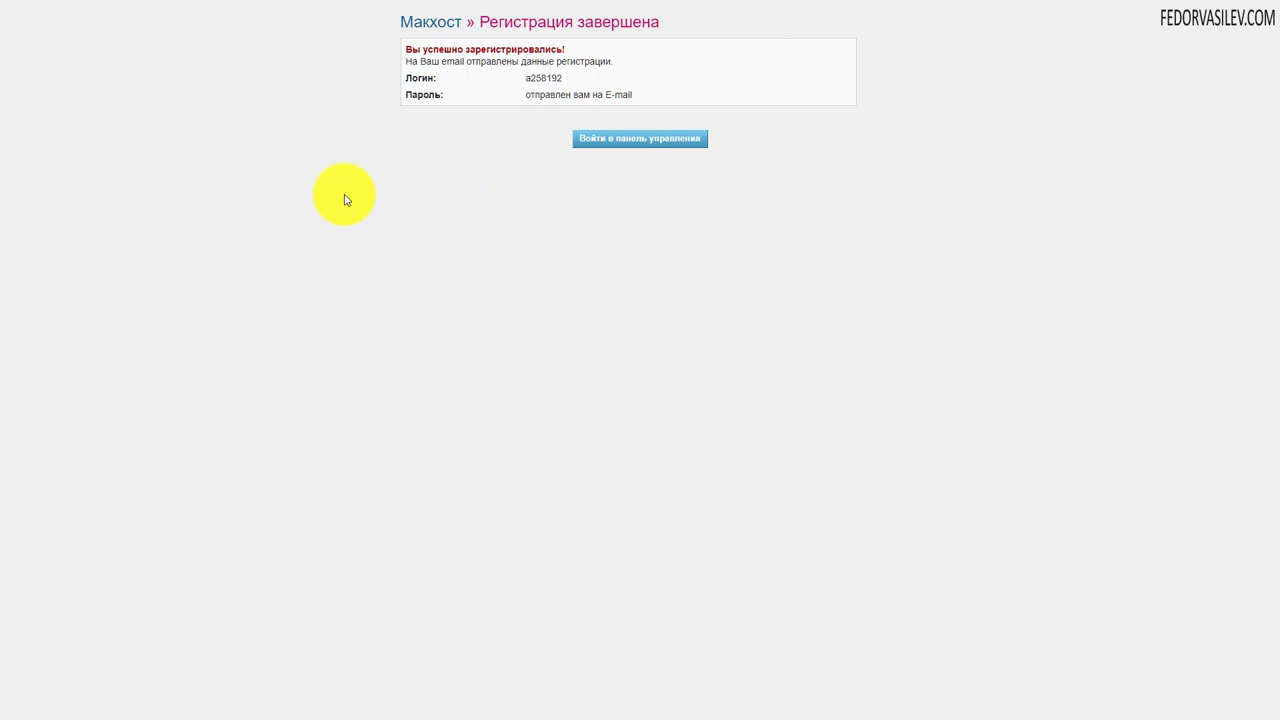 FEDORVASILEV.COM
Макхост » Регистрация завершена
Вы успешно зарегистрировались!
На Ваш email отправлены данные регистрации.
Логин: a258192
Пароль: отправлен вам на E-mail
Войти в панель управления